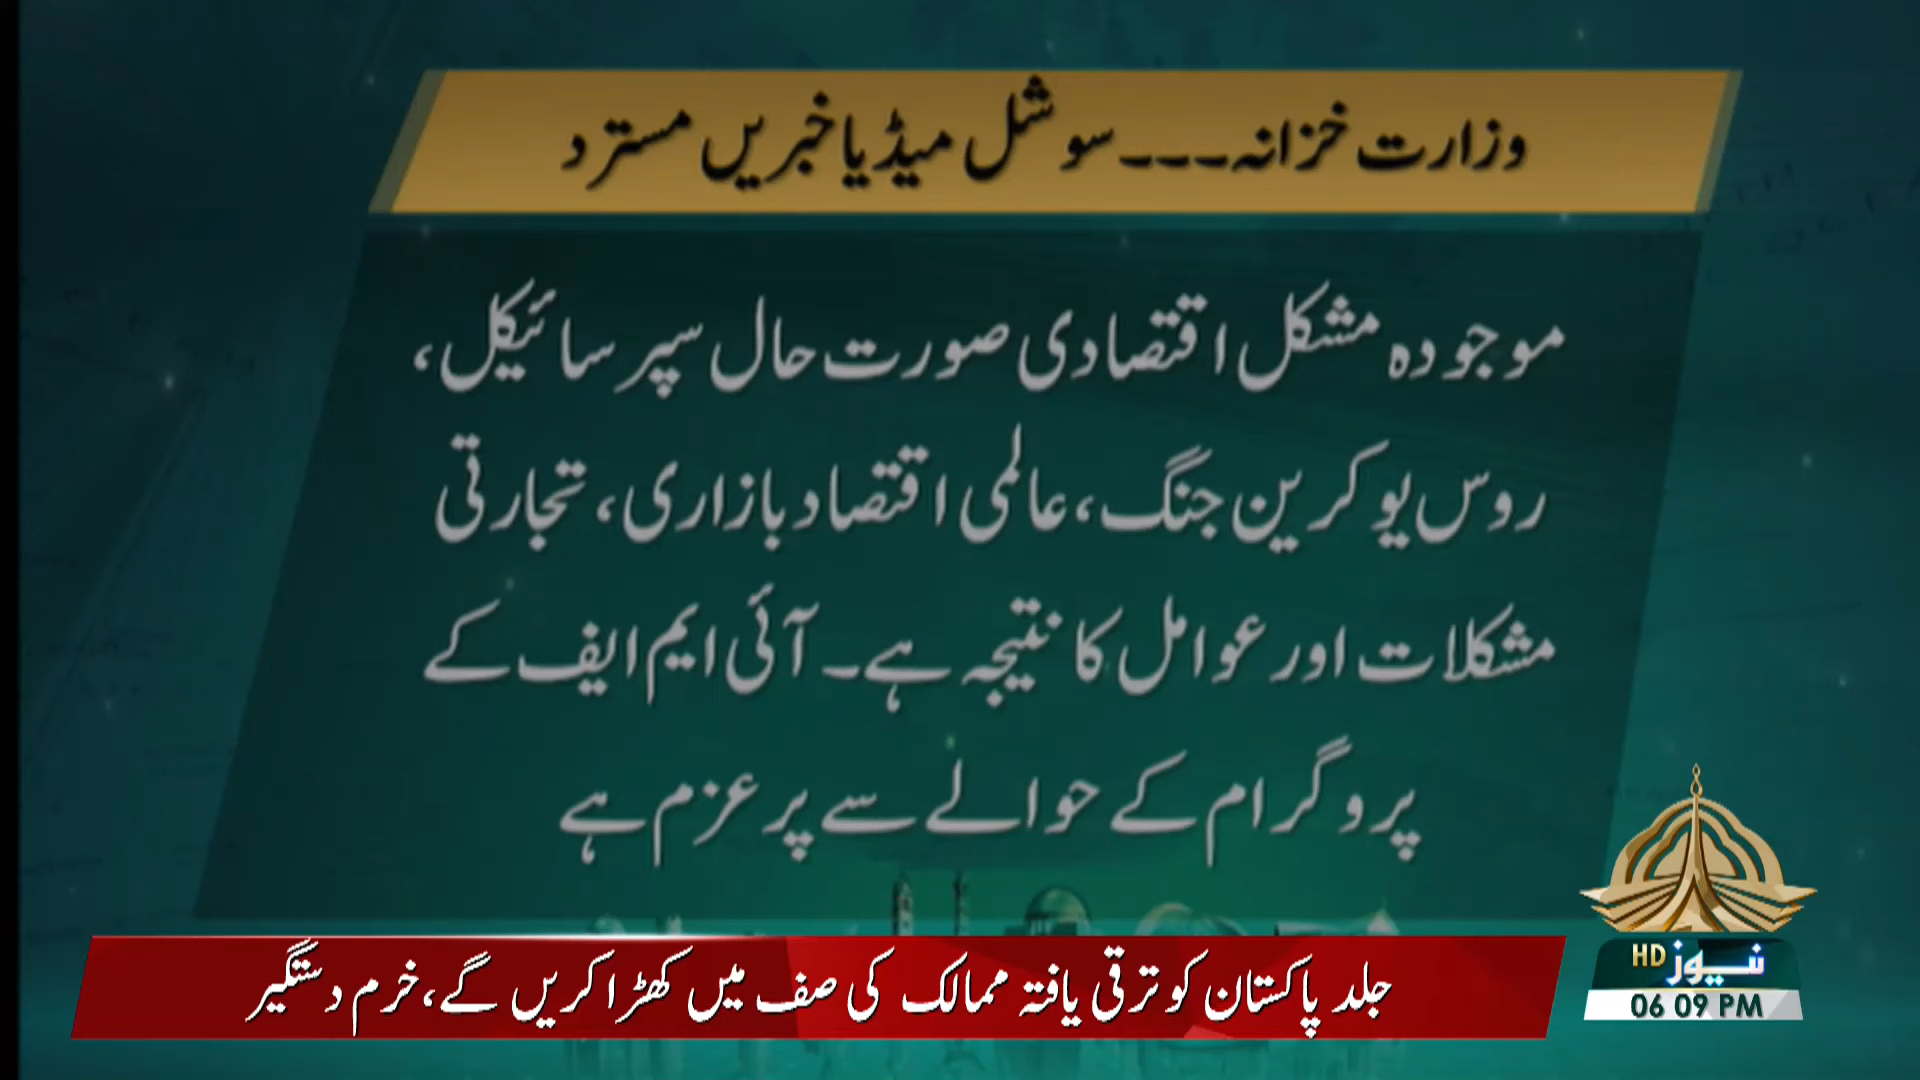 وزارت خزانہ۔۔۔سوشل میڈیا خبریں مسترد
موجودہ مشکل اقتصادی صورت حال سپر سائیکل،
روس یوکرین جنگ، عالمی اقتصاد بازاری، تجارتی
مشکلات اور عوامل کا نتیجہ ہے۔ آئی ایم ایف کے
پروگرام کے حوالے سے پر عزم ہے
جلد پاکستان کو ترقی یافتہ ممالک کی صف میں کھڑا کریں گے، خرم دستگیر
نیوز HD
06 09 PM